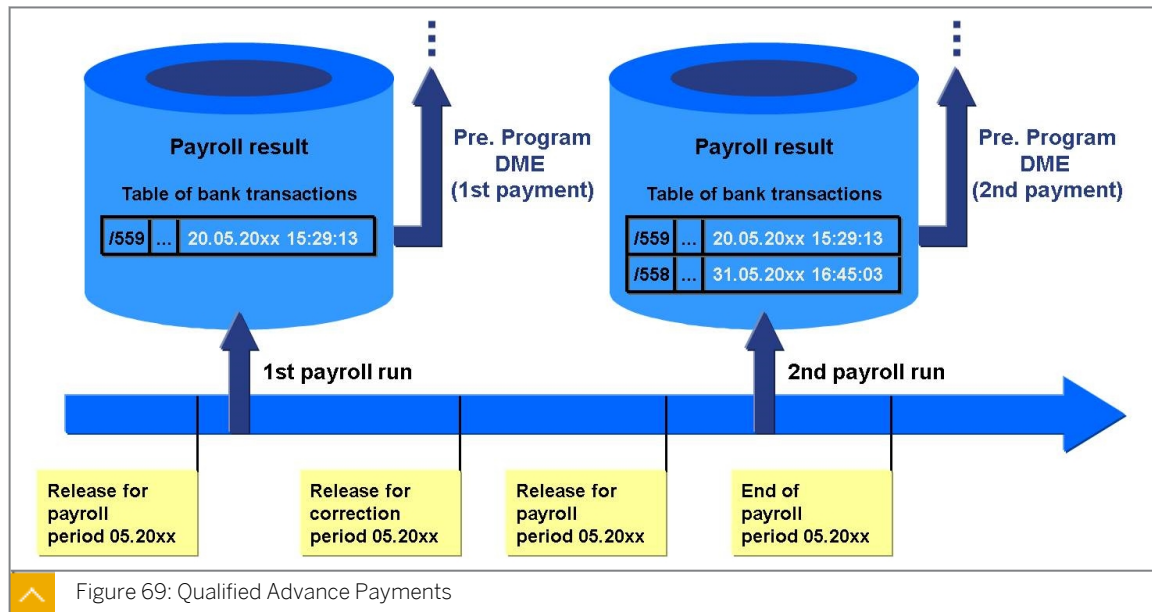 Payroll result
Table of bank transactions
/559 ... 20.05.20xx 15:29:13
Pre. Program
DME
(1st payment)
Payroll result
Table of bank transactions
/559 ... 20.05.20xx 15:29:13
/558 ... 31.05.20xx 16:45:03
Pre. Program
DME
(2nd payment)
1st payroll run
2nd payroll run
Release for
payroll
period 05.20xx
Release for
correction
period 05.20xx
Release for
payroll
period 05.20xx
End of
payroll
period 05.20xx
Figure 69: Qualified Advance Payments